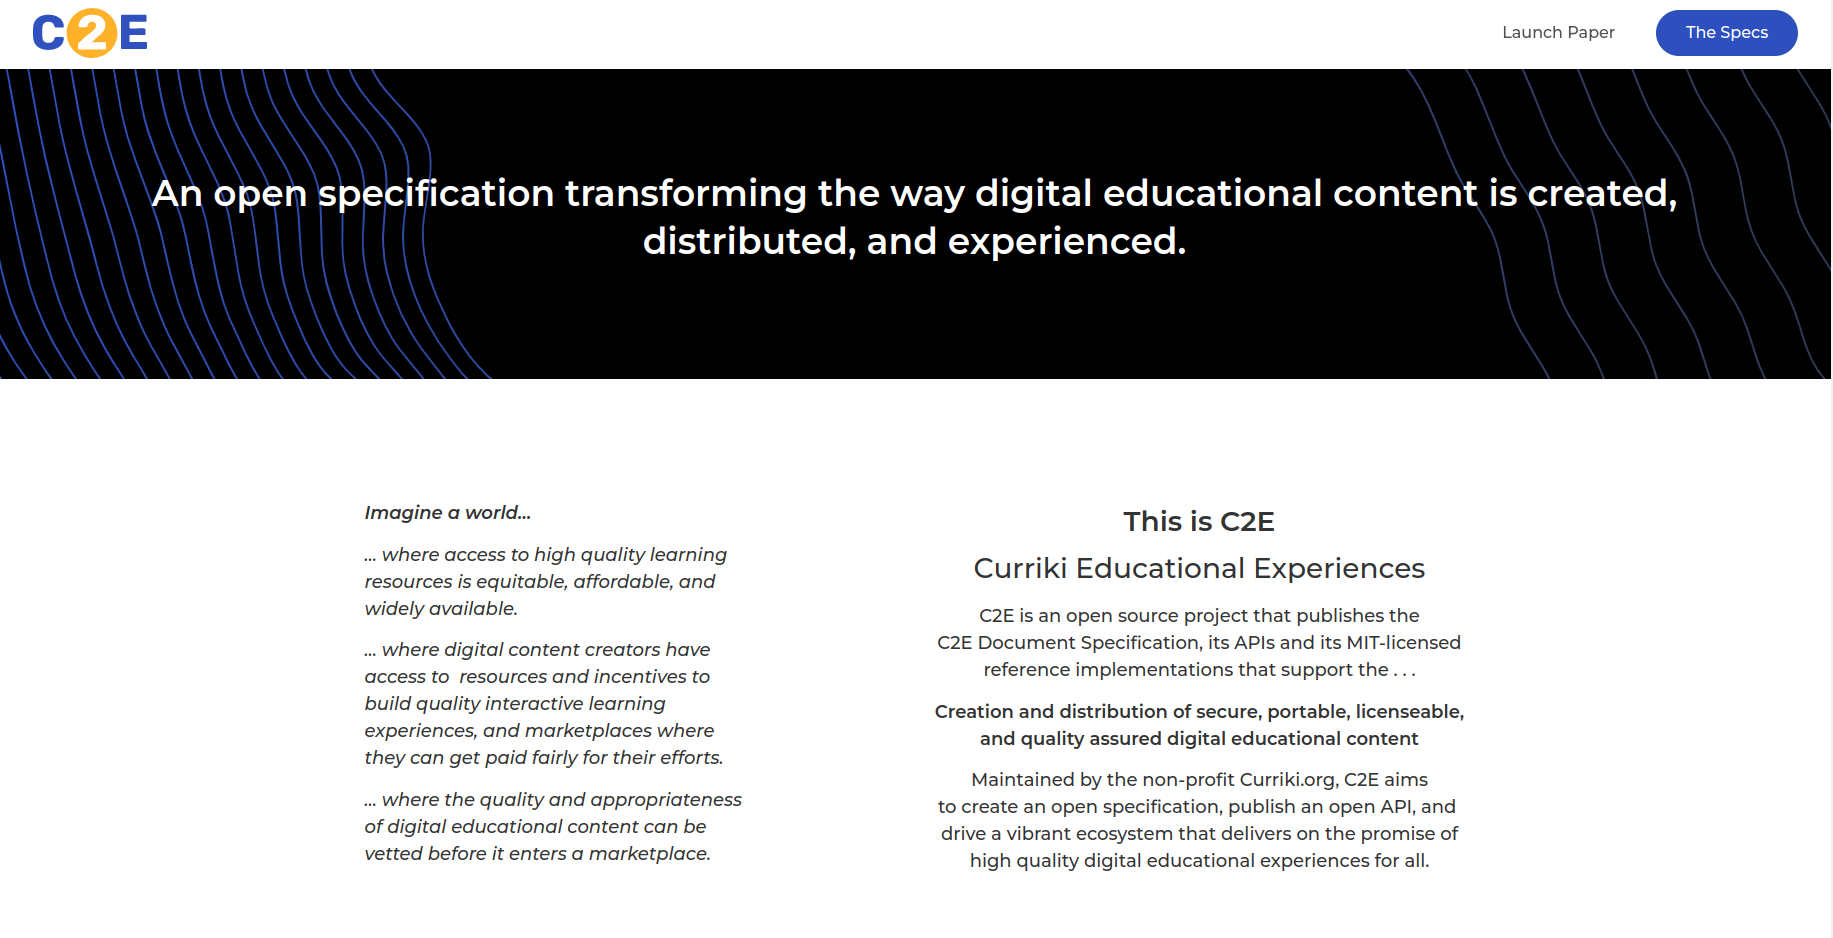 C2E
Launch Paper
The Specs
An open specification transforming the way digital educational content is created,
distributed, and experienced.
Imagine a world...
... where access to high quality learning
resources is equitable, affordable, and
widely available.
... where digital content creators have
access to  resources and incentives to
build quality interactive learning
experiences, and marketplaces where
they can get paid fairly for their efforts.
... where the quality and appropriateness
of digital educational content can be
vetted before it enters a marketplace.
This is C2E
Curriki Educational Experiences
C2E is an open source project that publishes the
C2E Document Specification, its APIs and its MIT-licensed
reference implementations that support the . . .
Creation and distribution of secure, portable, licenseable,
and quality assured digital educational content
Maintained by the non-profit Curriki.org, C2E aims
to create an open specification, publish an open API, and
drive a vibrant ecosystem that delivers on the promise of
high quality digital educational experiences for all.